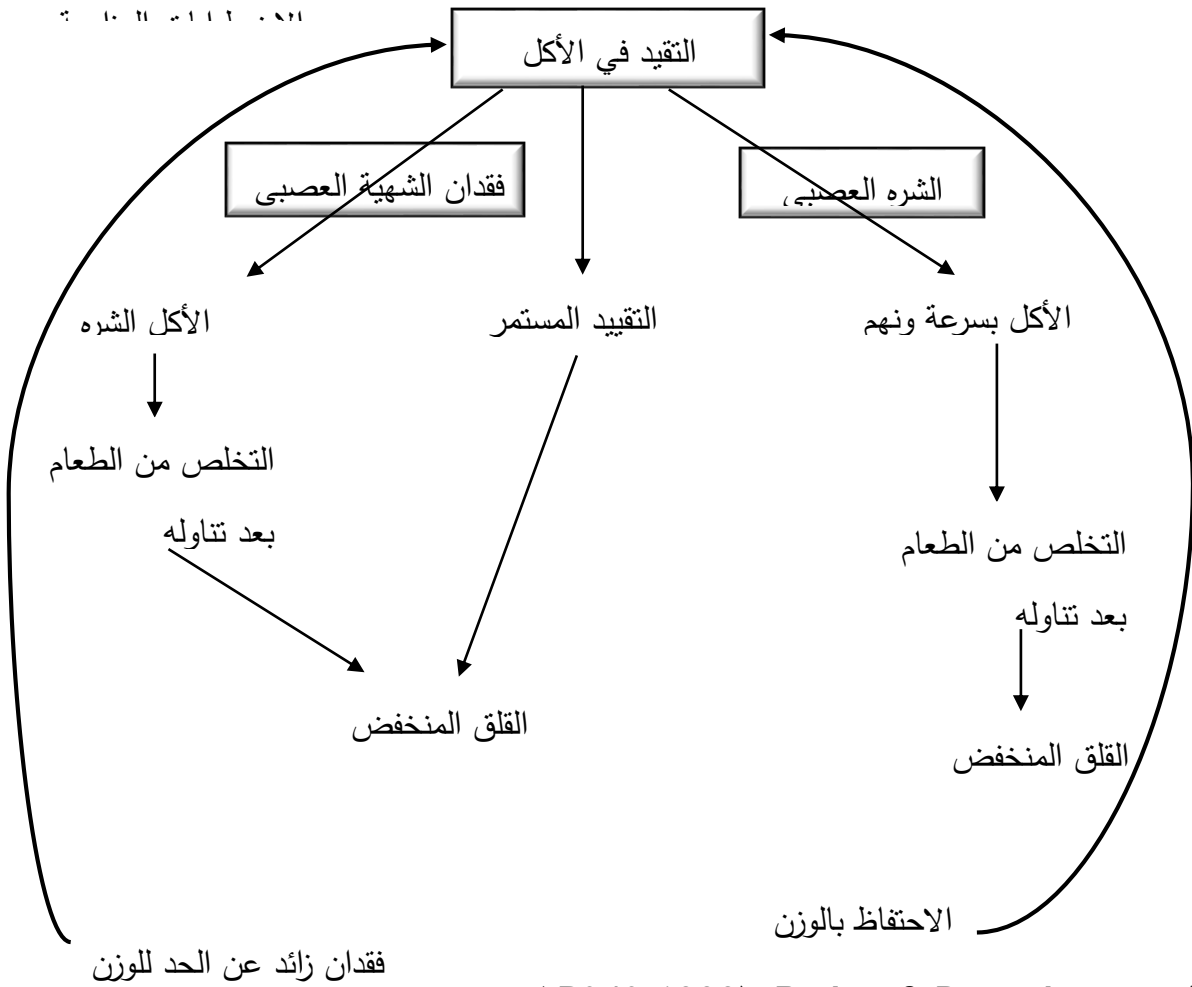 التقيد في الأكل
الشره العصبي
فقدان الشهية العصبي
الأكل بسرعة ونهم
التقييد المستمر
الأكل الشره
التخلص من الطعام
بعد تناوله
التخلص من الطعام
بعد تناوله
القلق المنخفض
القلق المنخفض
الاحتفاظ بالوزن
فقدان زائد عن الحد للوزن